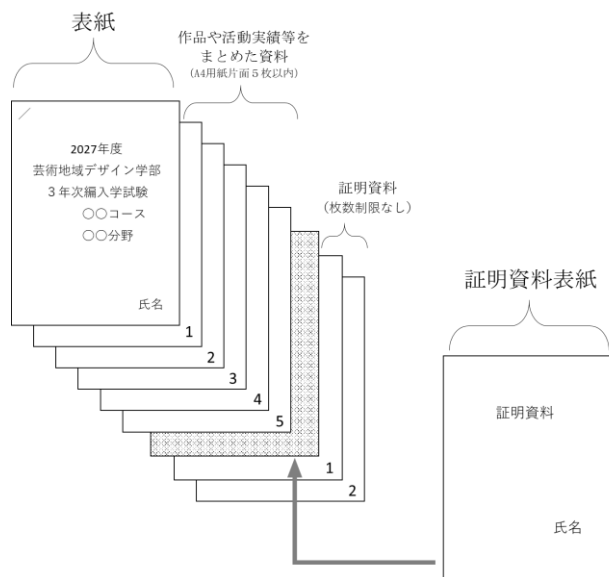 表紙
作品や活動実績等を
まとめた資料
(A4用紙片面5枚以内)
2027年度
芸術地域デザイン学部
3年次編入学試験
○○コース
○○分野
氏名
1
2
3
4
5
証明資料
(枚数制限なし)
1
2
証明資料表紙
証明資料
氏名